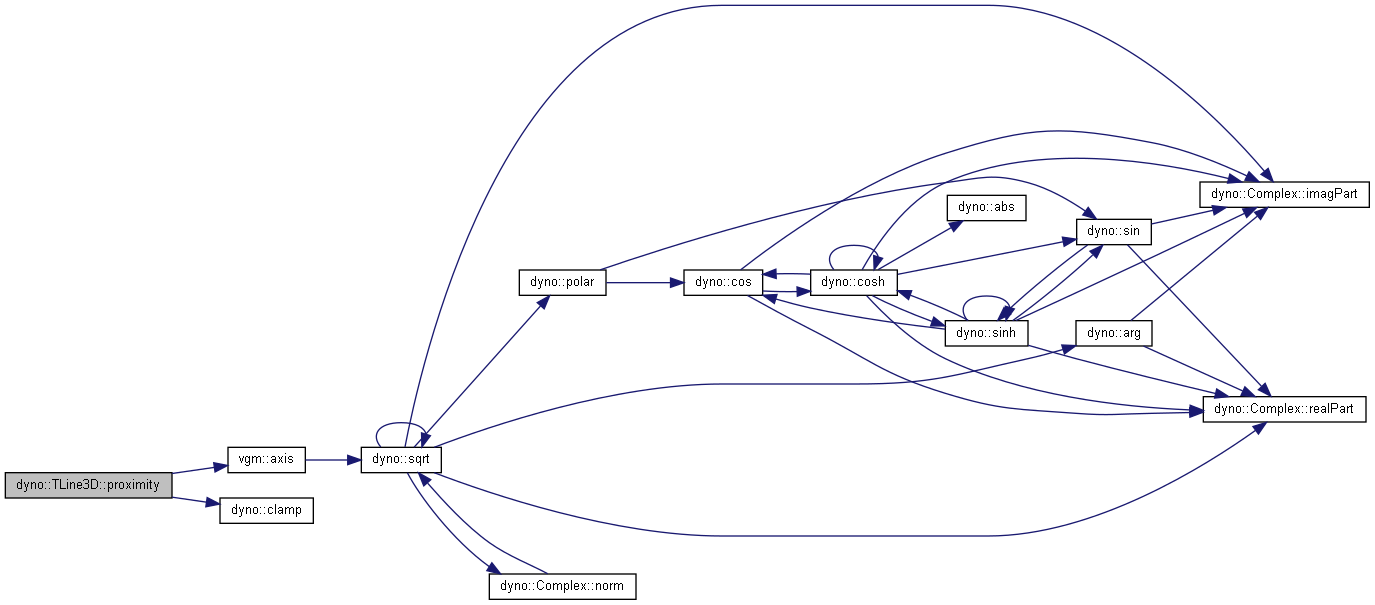 dyno::Complex::imagPart
dyno::abs
dyno::sin
dyno::polar
dyno::cos
dyno::cosh
dyno::sinh
dyno::arg
dyno::Complex::realPart
vgm::axis
dyno::sqrt
dyno::TLine3D::proximity
dyno::clamp
dyno::Complex::norm